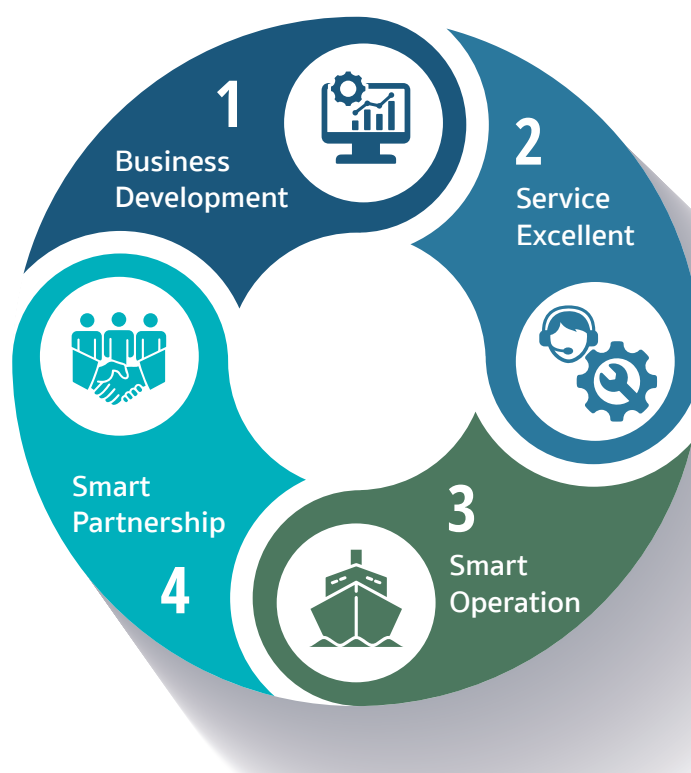 1
Business
Development
2
Service
Excellent
3
Smart
Operation
Smart
Partnership
4